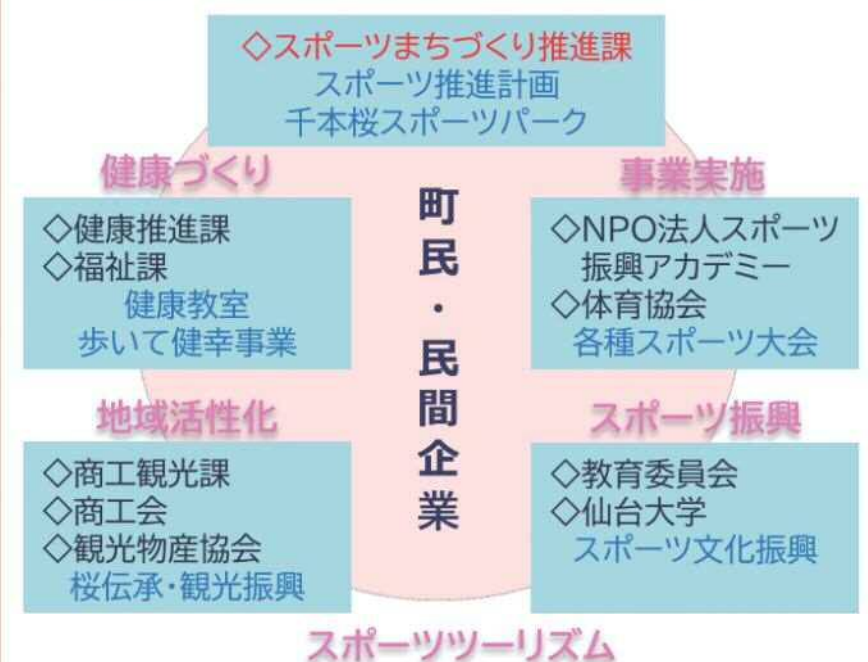 ◇スポーツまちづくり推進課
スポーツ推進計画
千本桜スポーツパーク
健康づくり
◇健康推進課
◇福祉課
健康教室
歩いて健幸事業
町民・民間企業
事業実施
◇NPO法人スポーツ
振興アカデミー
◇体育協会
各種スポーツ大会
地域活性化
◇商工観光課
◇商工会
◇観光物産協会
桜伝承・観光振興
スポーツ振興
◇教育委員会
◇仙台大学
スポーツ文化振興
スポーツツーリズム